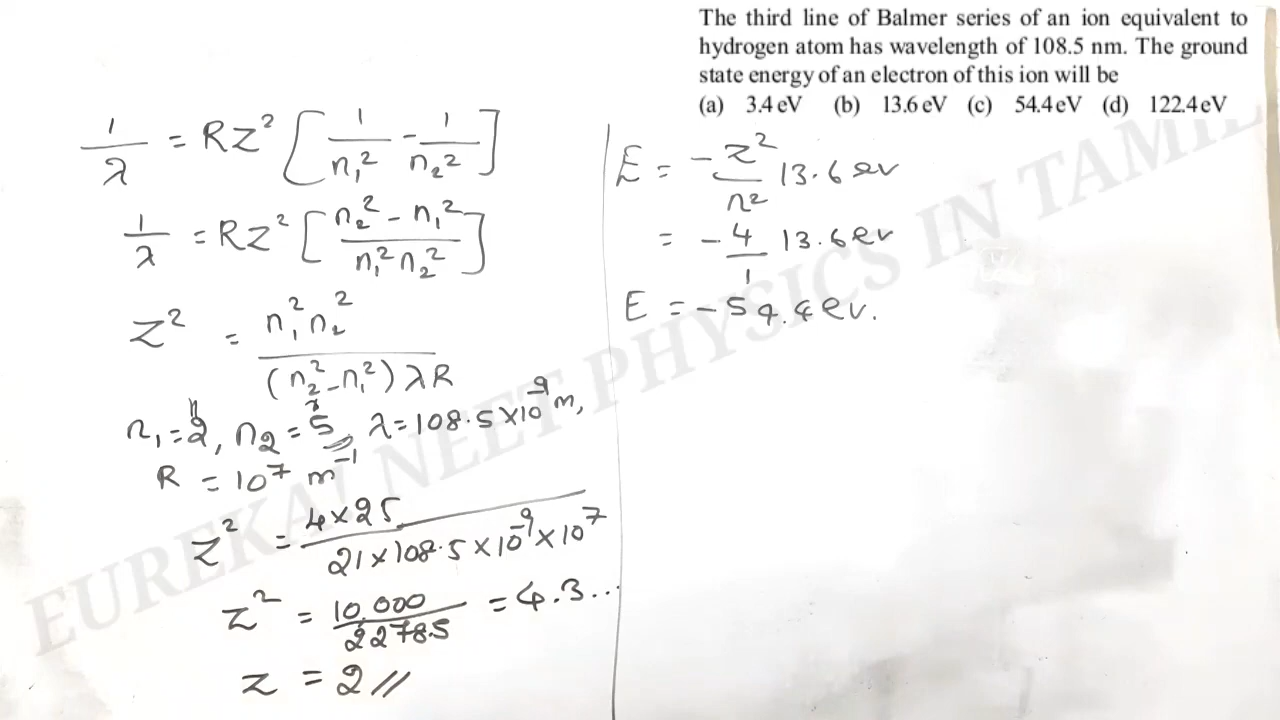 The third line of Balmer series of an ion equivalent to
hydrogen atom has wavelength of 108.5 nm. The ground
state energy of an electron of this ion will be
(a) 3.4 eV (b) 13.6 eV (c) 54.4 eV (d) 122.4 eV
1/λ = RZ² [1/n₁² - 1/n₂²]
1/λ = RZ² [(n₂² - n₁²)/(n₁² n₂²)]
Z² = n₁² n₂² / (n₂² - n₁²) λR
n₁ = 2, n₂ = 5, λ = 108.5 × 10⁻⁹ m,
R = 10⁷ m⁻¹
Z² = 4 × 25 / 21 × 108.5 × 10⁻⁹ × 10⁷
Z² = 10,000 / 22785 = 4.3...
Z = 2 //
E = - Z²/n² 13.6 ev
= - 4/1 13.6 ev
E = - 54.4 ev.
EUREKA! NEET PHYSICS IN TAMIL